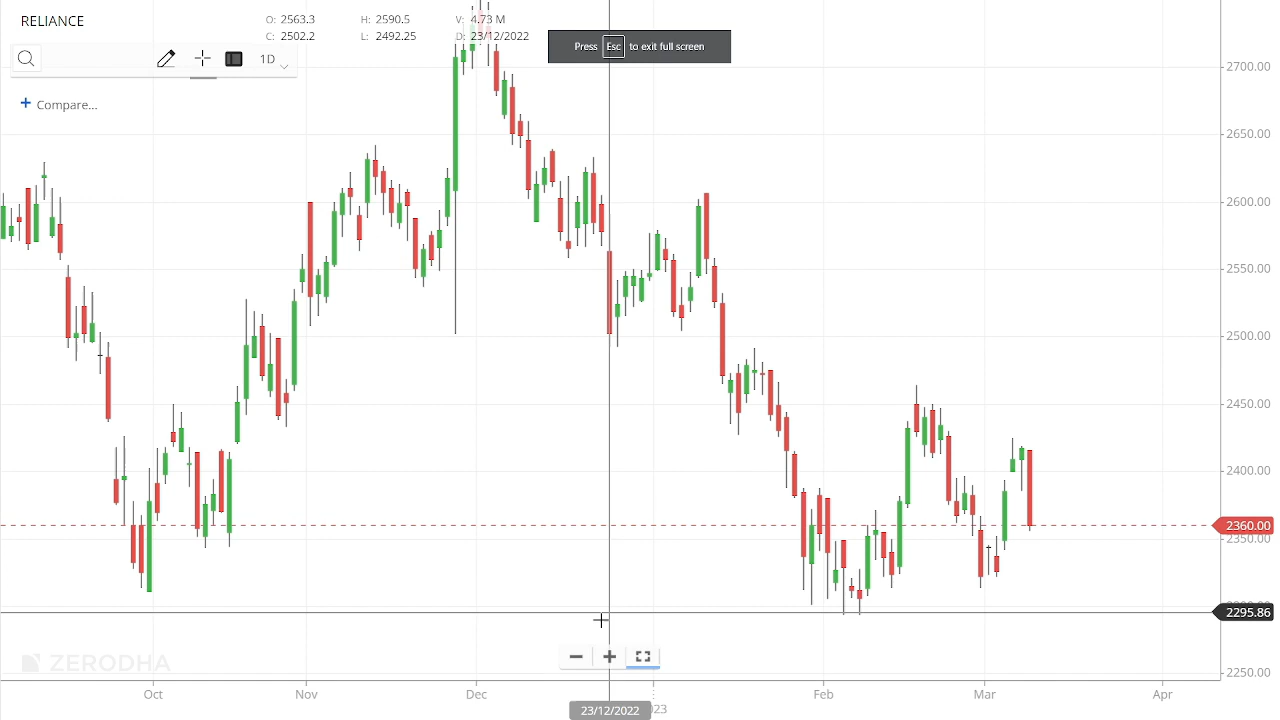 RELIANCE
O: 2563.3 H: 2590.5 V: 4.73 M
C: 2502.2 L: 2492.25 D: 23/12/2022
Press Esc to exit full screen
1D
+ Compare...
2700.00
2650.00
2600.00
2550.00
2500.00
2450.00
2400.00
2360.00
2350.00
2295.86
2250.00
ZERODHA
Oct Nov Dec Feb Mar Apr
23/12/2022